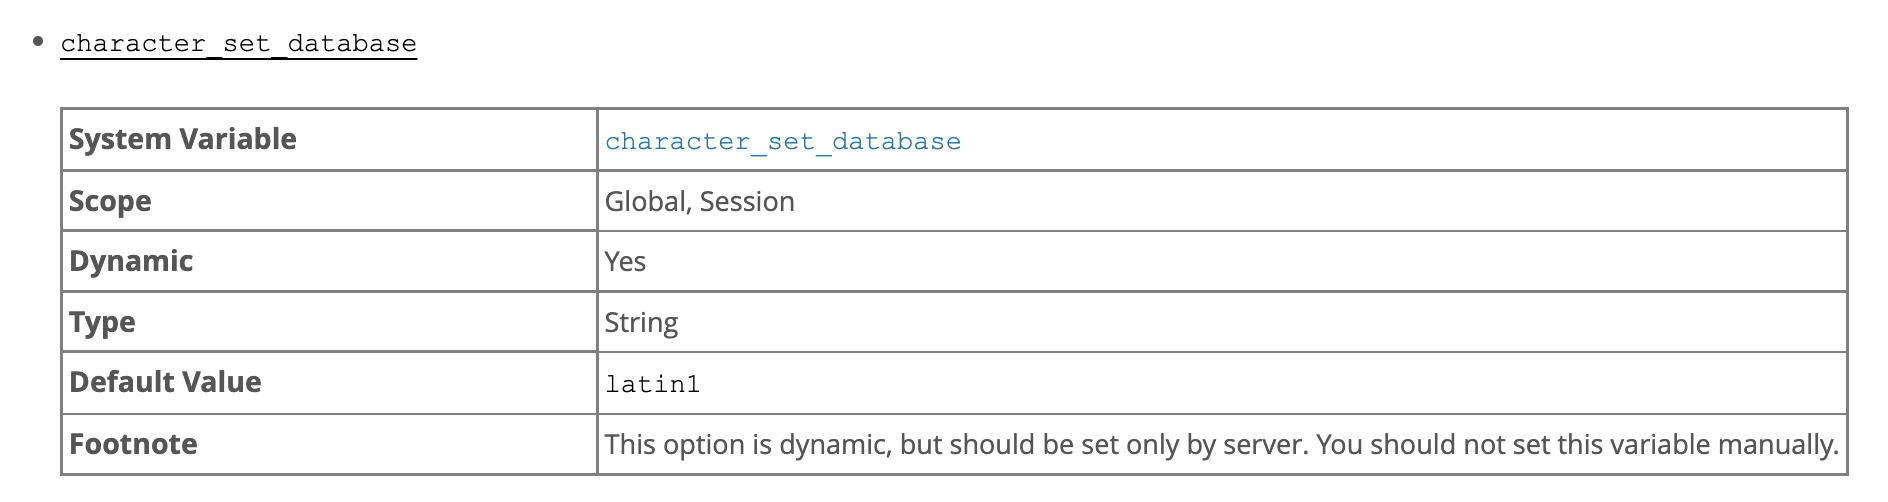 • character_set_database
System Variable character_set_database
Scope Global, Session
Dynamic Yes
Type String
Default Value latin1
Footnote This option is dynamic, but should be set only by server. You should not set this variable manually.